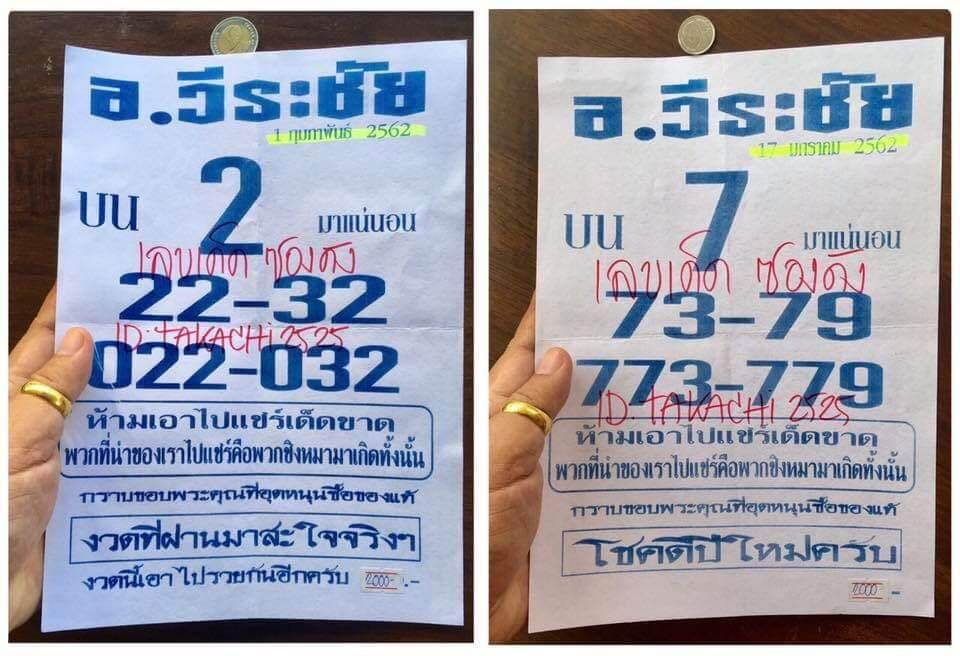 อ.วีระชัย
1 กุมภาพันธ์ 2562
บน 2 มาแน่นอน
เลขเด็ด ซองดัง
22-32
ID:TAKACHi2525
022-032
ห้ามเอาไปแชร์เด็ดขาด
พวกที่นำของเราไปแชร์คือพวกชิงหมามาเกิดทั้งนั้น
กราบขอบพระคุณที่อุดหนุนซื้อของแท้
งวดที่ผ่านมาสะใจจริงๆ
งวดนี้เอาไปรวยกันอีกครับ 2000 .-
อ.วีระชัย
17 มกราคม 2562
บน 7 มาแน่นอน
เลขเด็ด ซองดัง
73-79
773-779
ID:TAKACHi2525
ห้ามเอาไปแชร์เด็ดขาด
พวกที่นำของเราไปแชร์คือพวกชิงหมามาเกิดทั้งนั้น
กราบขอบพระคุณที่อุดหนุนซื้อของแท้
โชคดีปีใหม่ครับ
2000 .-